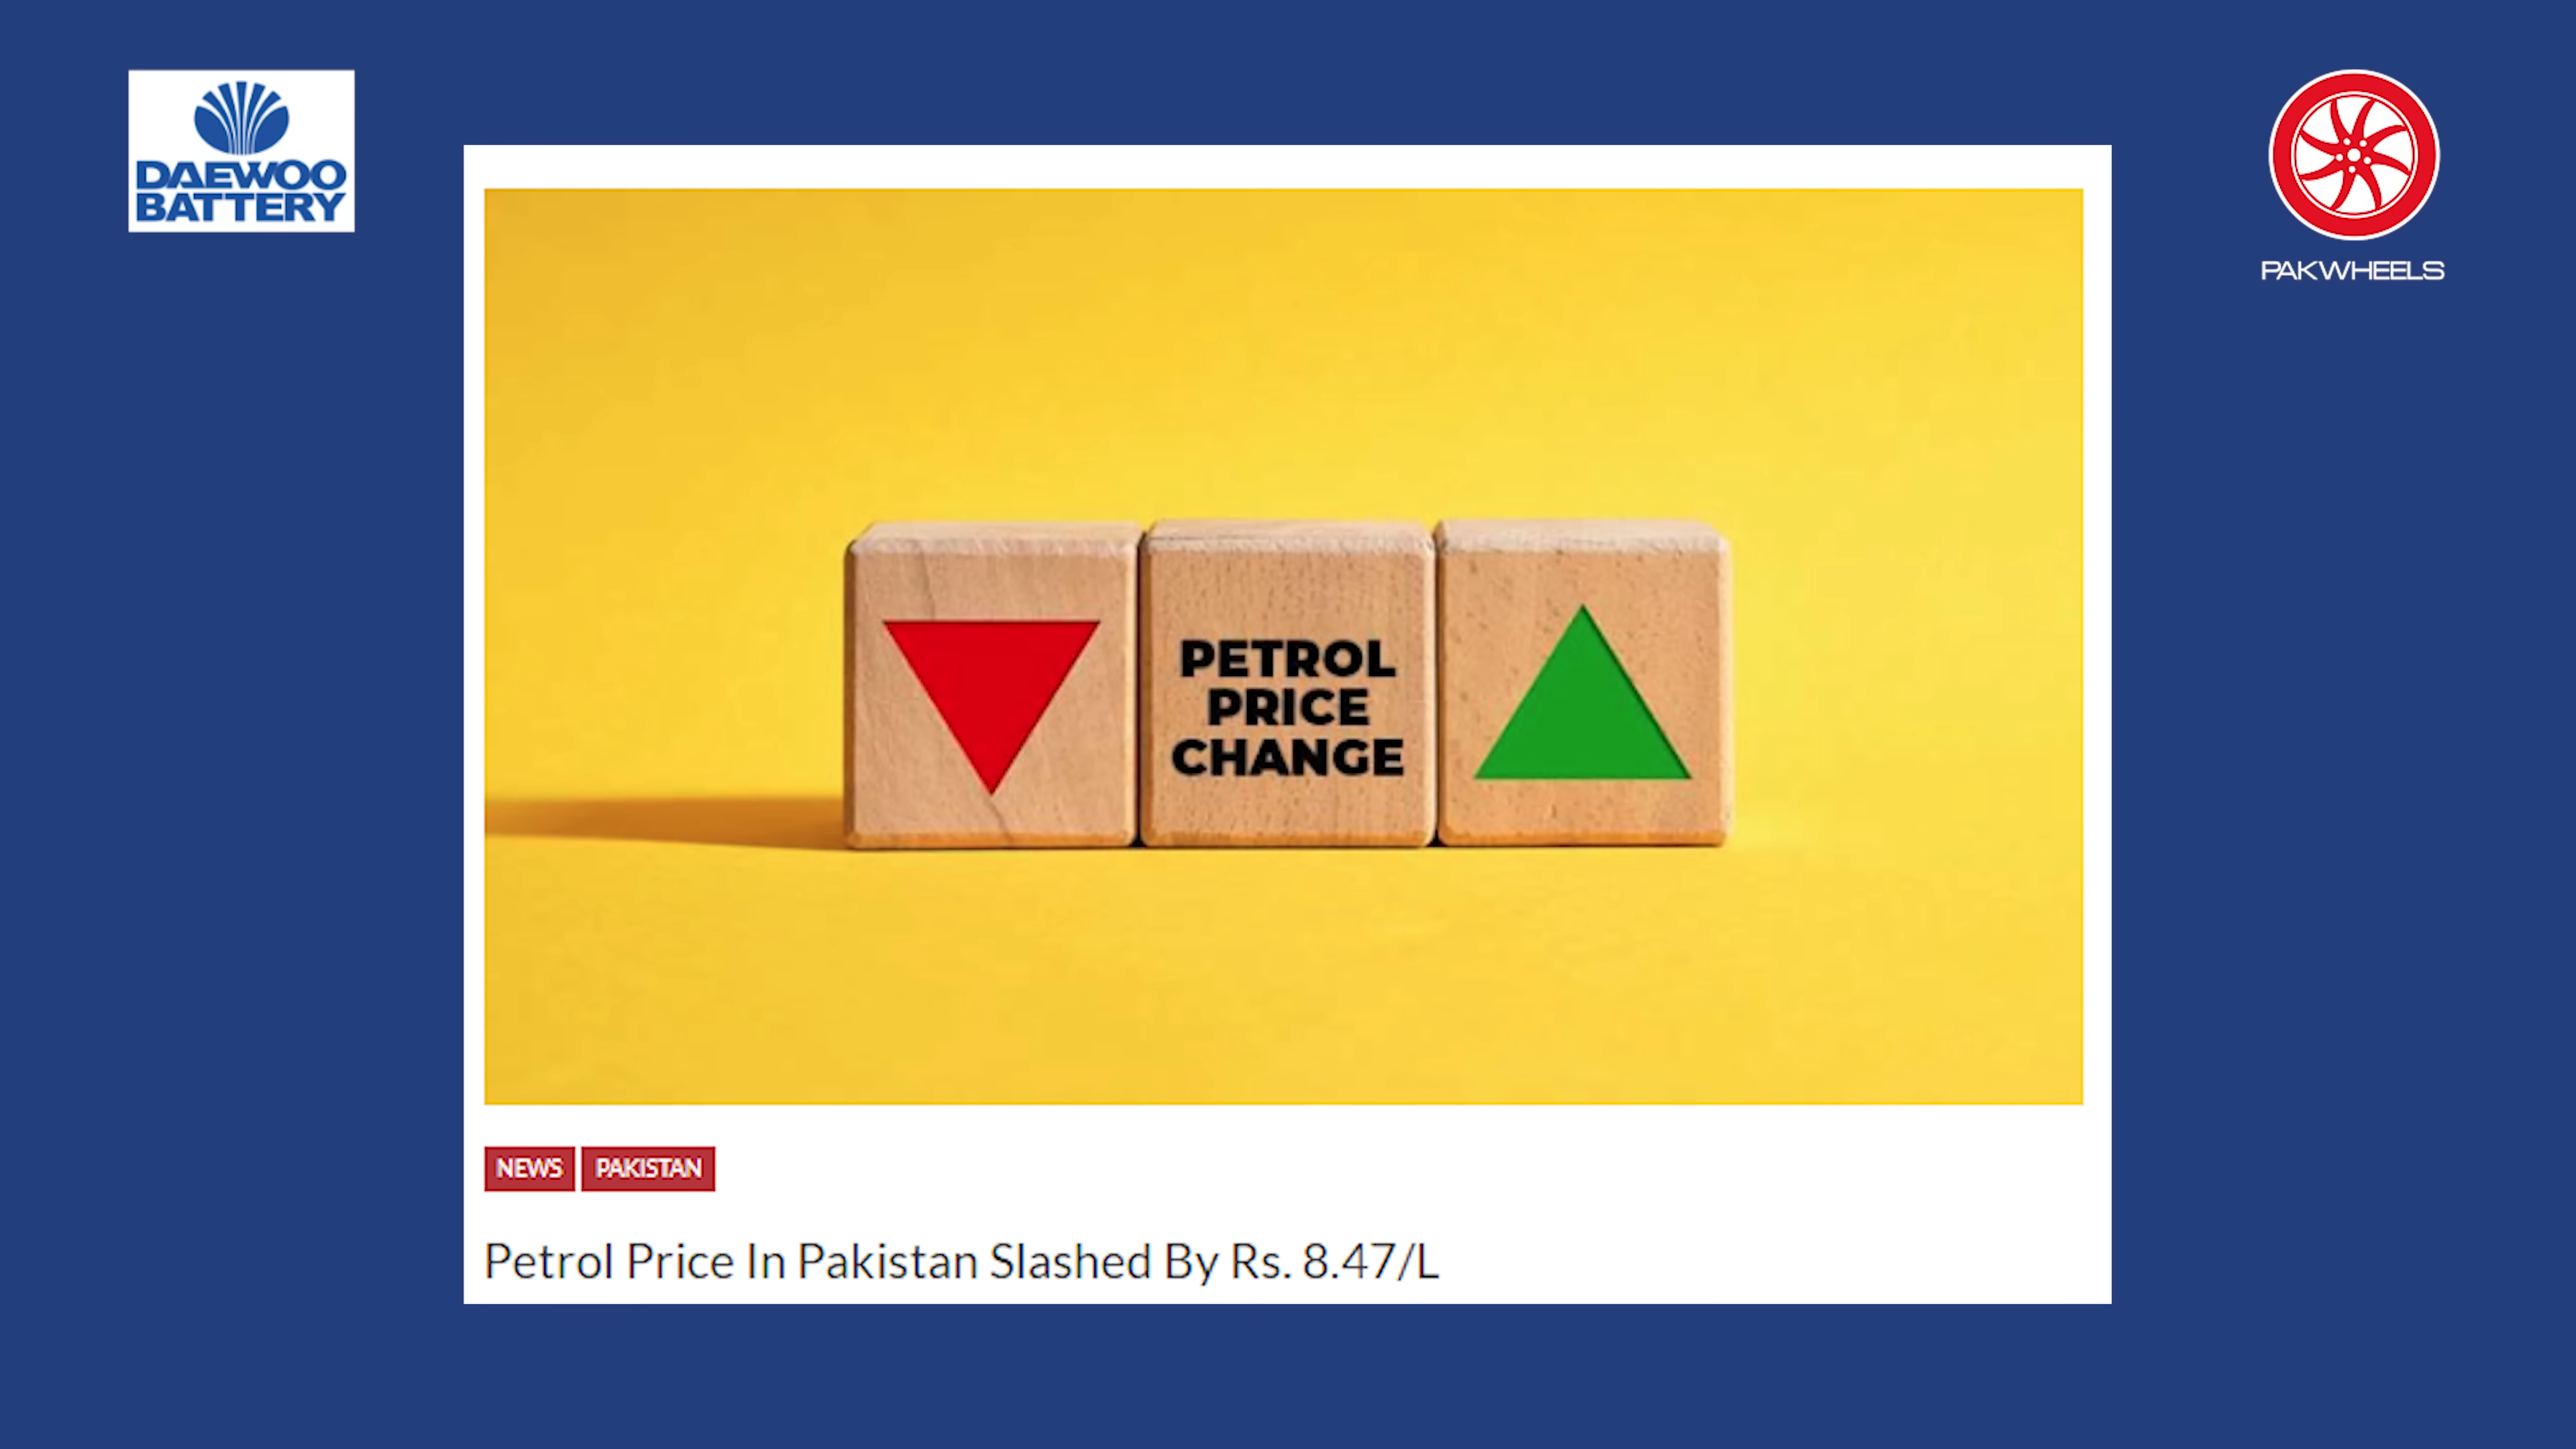 DAEWOO
BATTERY
PAKWHEELS
PETROL
PRICE
CHANGE
NEWS PAKISTAN
Petrol Price In Pakistan Slashed By Rs. 8.47/L